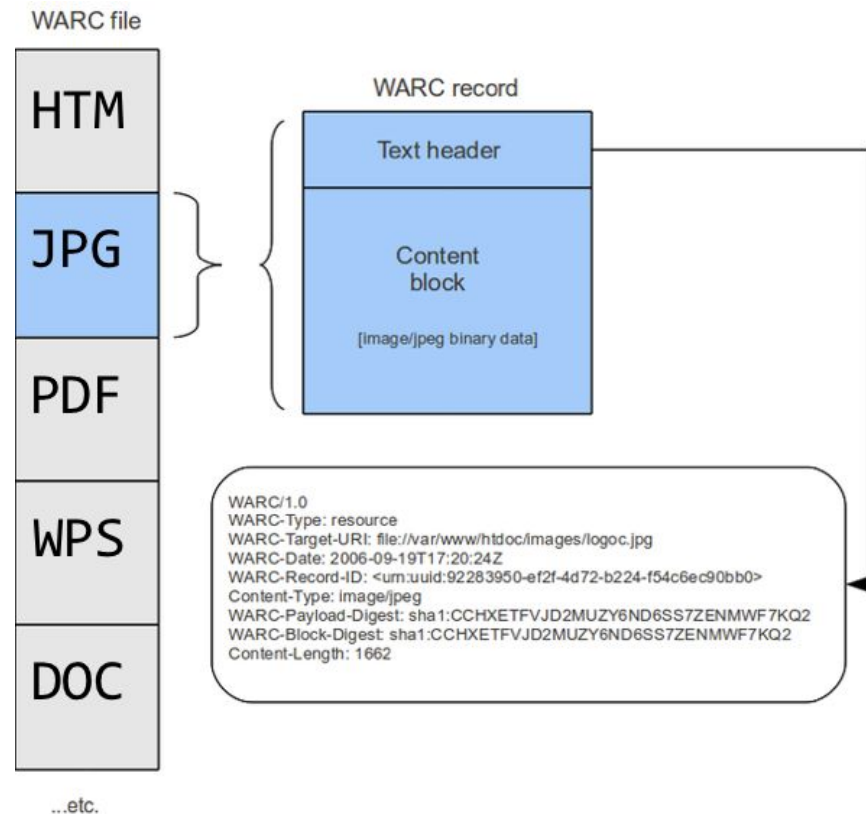 WARC file
HTM
JPG
PDF
WPS
DOC
...etc.
WARC record
Text header
Content
block
[image/jpeg binary data]
WARC/1.0
WARC-Type: resource
WARC-Target-URI: file://var/www/htdoc/images/logoc.jpg
WARC-Date: 2006-09-19T17:20:24Z
WARC-Record-ID: <urn:uuid:92283950-ef2f-4d72-b224-f54c6ec90bb0>
Content-Type: image/jpeg
WARC-Payload-Digest: sha1:CCHXETFVJD2MUZY6ND6SS7ZENMWF7KQ2
WARC-Block-Digest: sha1:CCHXETFVJD2MUZY6ND6SS7ZENMWF7KQ2
Content-Length: 1662